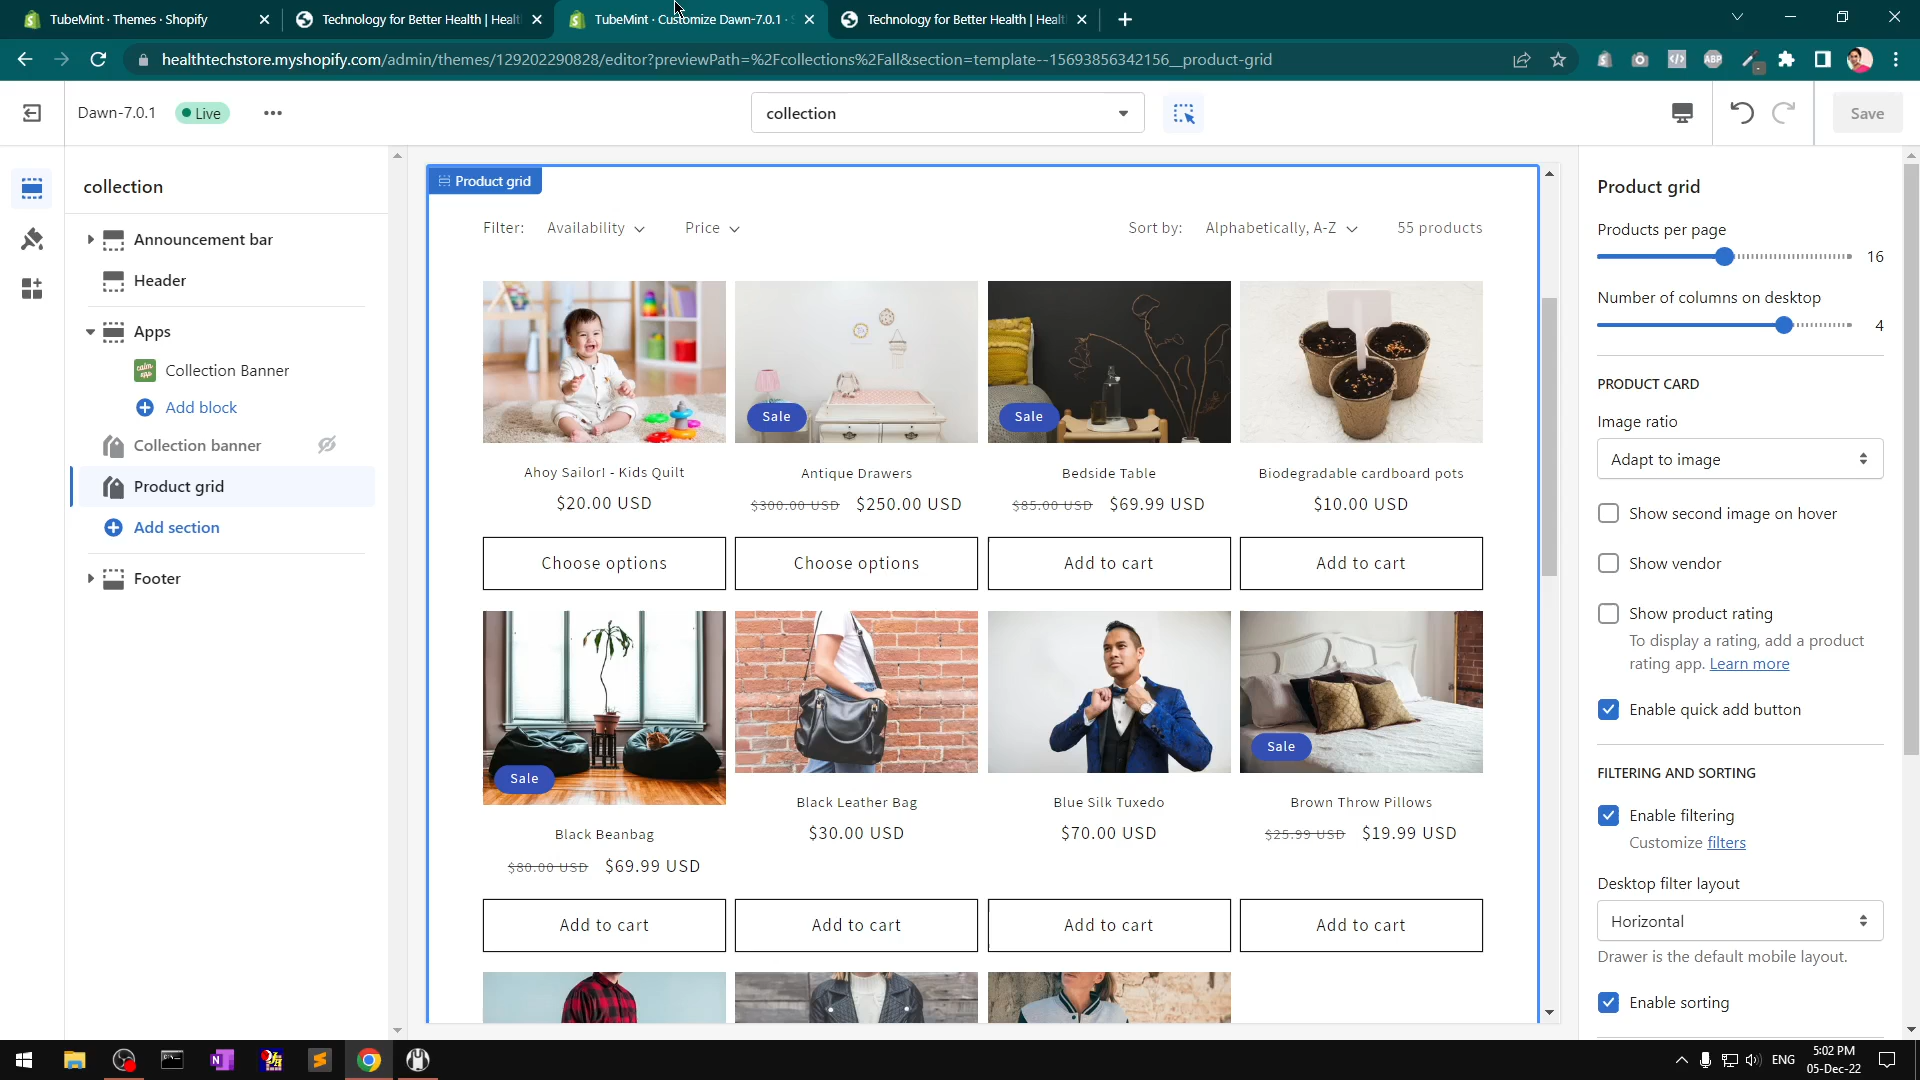 TubeMint · Themes · Shopify
Technology for Better Health | Healt
TubeMint · Customize Dawn-7.0.1 ·
Technology for Better Health | Healt
healthtechstore.myshopify.com/admin/themes/129202290828/editor?previewPath=%2Fcollections%2Fall&section=template--15693856342156__product-grid
ABP
Dawn-7.0.1
Live
collection
Save
collection
Announcement bar
Header
Apps
Collection Banner
Add block
Collection banner
Product grid
Add section
Footer
Product grid
Filter: Availability Price
Sort by: Alphabetically, A-Z 55 products
Sale
Sale
Ahoy Sailor! - Kids Quilt
$20.00 USD
Choose options
Antique Drawers
$300.00 USD $250.00 USD
Choose options
Bedside Table
$85.00 USD $69.99 USD
Add to cart
Biodegradable cardboard pots
$10.00 USD
Add to cart
Sale
Black Beanbag
$80.00 USD $69.99 USD
Add to cart
Black Leather Bag
$30.00 USD
Add to cart
Blue Silk Tuxedo
$70.00 USD
Add to cart
Sale
Brown Throw Pillows
$25.99 USD $19.99 USD
Add to cart
Product grid
Products per page
16
Number of columns on desktop
4
PRODUCT CARD
Image ratio
Adapt to image
Show second image on hover
Show vendor
Show product rating
To display a rating, add a product
rating app. Learn more
Enable quick add button
FILTERING AND SORTING
Enable filtering
Customize filters
Desktop filter layout
Horizontal
Drawer is the default mobile layout.
Enable sorting
ENG
5:02 PM
05-Dec-22